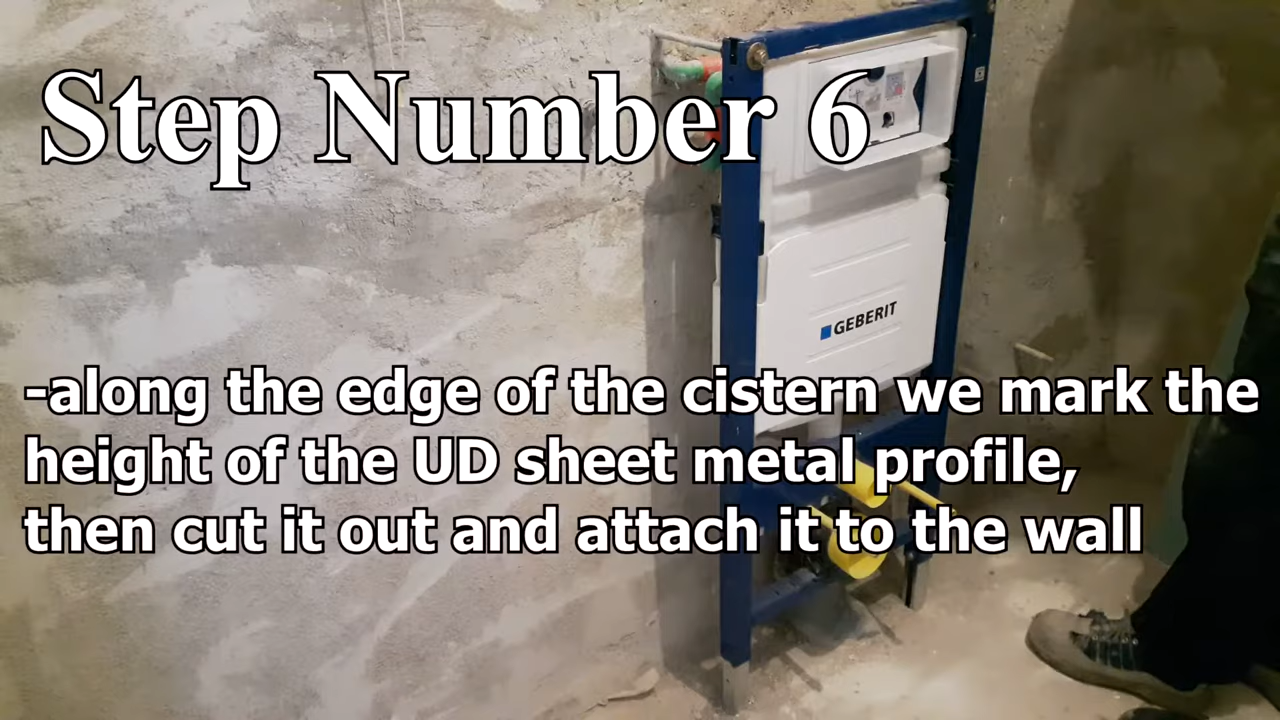 Step Number 6
GEBERIT
-along the edge of the cistern we mark the
height of the UD sheet metal profile,
then cut it out and attach it to the wall